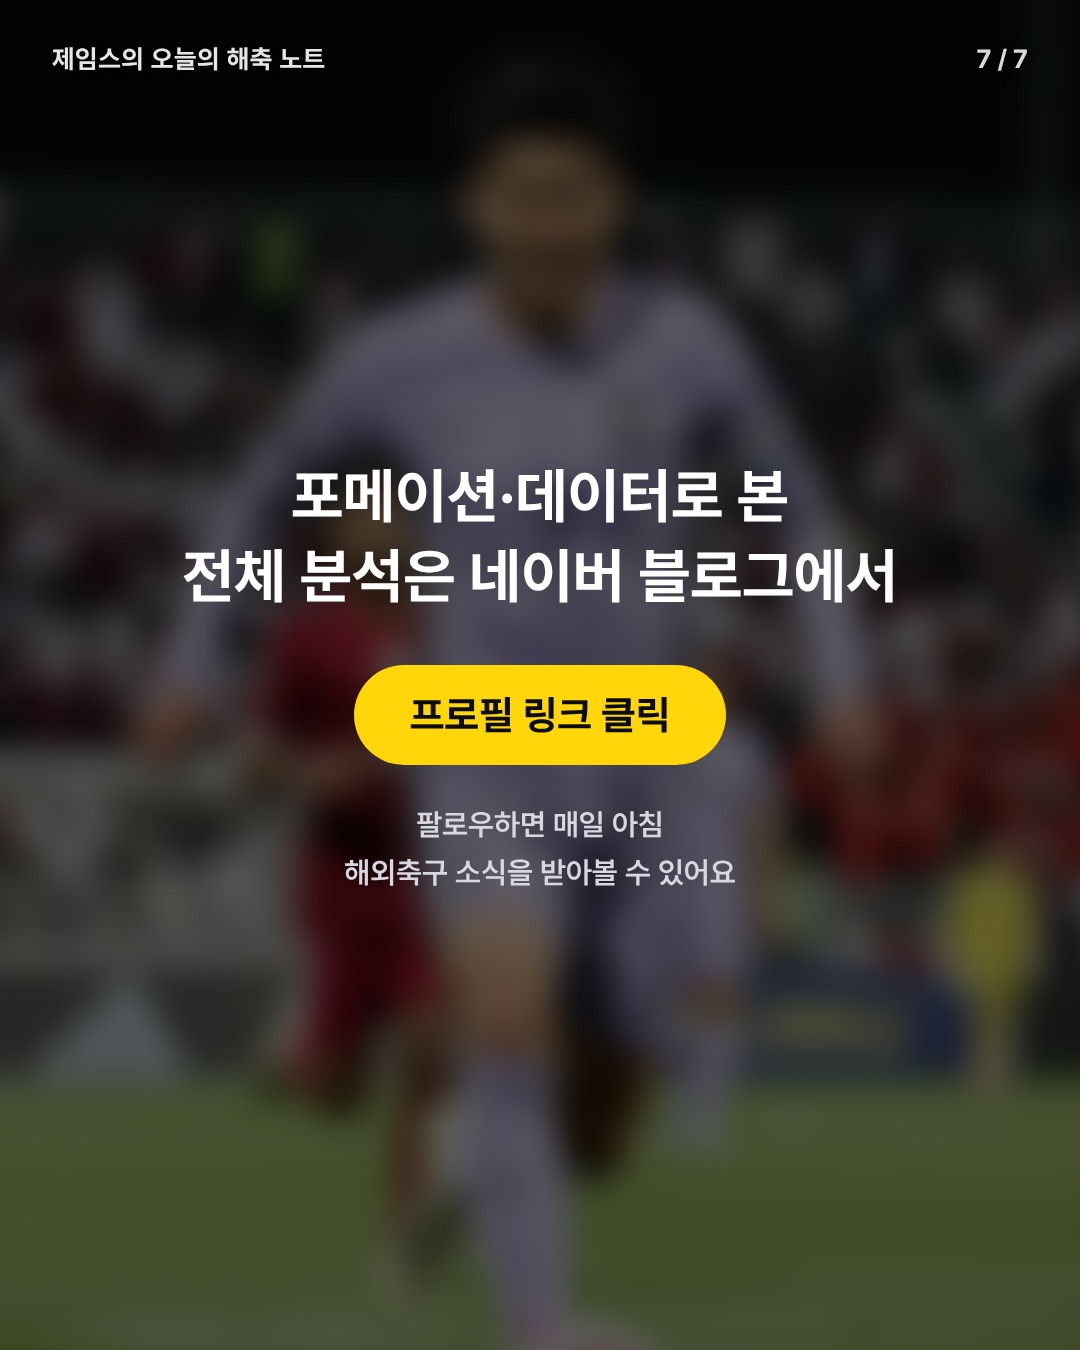 제임스의 오늘의 해축 노트
7 / 7
포메이션·데이터로 본
전체 분석은 네이버 블로그에서
프로필 링크 클릭
팔로우하면 매일 아침
해외축구 소식을 받아볼 수 있어요